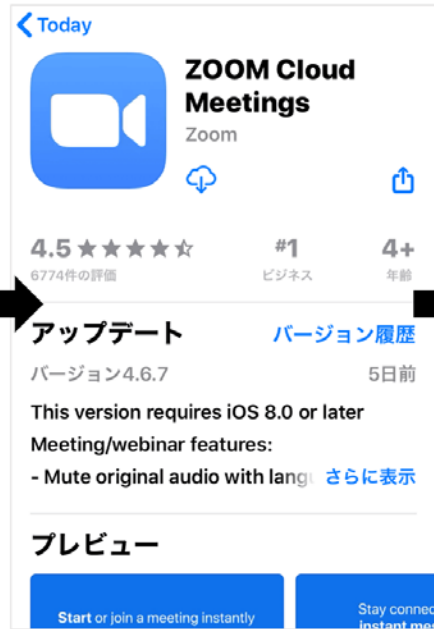 Today
ZOOM Cloud
Meetings
Zoom
4.5
#1
4+
6774件の評価
ビジネス
年齢
アップデート
バージョン履歴
バージョン4.6.7
5日前
This version requires iOS 8.0 or later
Meeting/webinar features:
- Mute original audio with langu さらに表示
プレビュー
Start or join a meeting instantly
Stay connec
instant mes